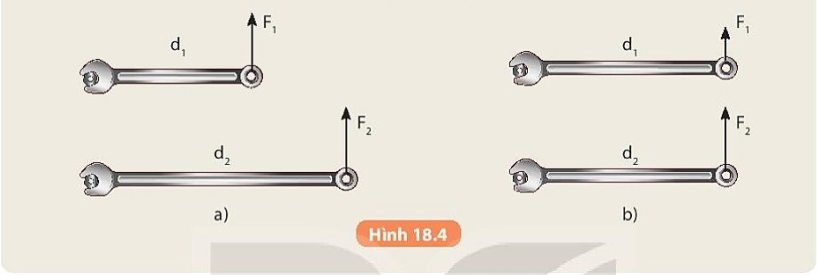 d₁ F₁
d₂ F₂
a)
d₁ F₁
d₂ F₂
b)
Hình 18.4